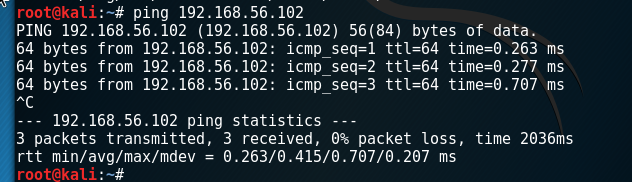 root@kali:~# ping 192.168.56.102
PING 192.168.56.102 (192.168.56.102) 56(84) bytes of data.
64 bytes from 192.168.56.102: icmp_seq=1 ttl=64 time=0.263 ms
64 bytes from 192.168.56.102: icmp_seq=2 ttl=64 time=0.277 ms
64 bytes from 192.168.56.102: icmp_seq=3 ttl=64 time=0.707 ms
^C
--- 192.168.56.102 ping statistics ---
3 packets transmitted, 3 received, 0% packet loss, time 2036ms
rtt min/avg/max/mdev = 0.263/0.415/0.707/0.207 ms
root@kali:~#